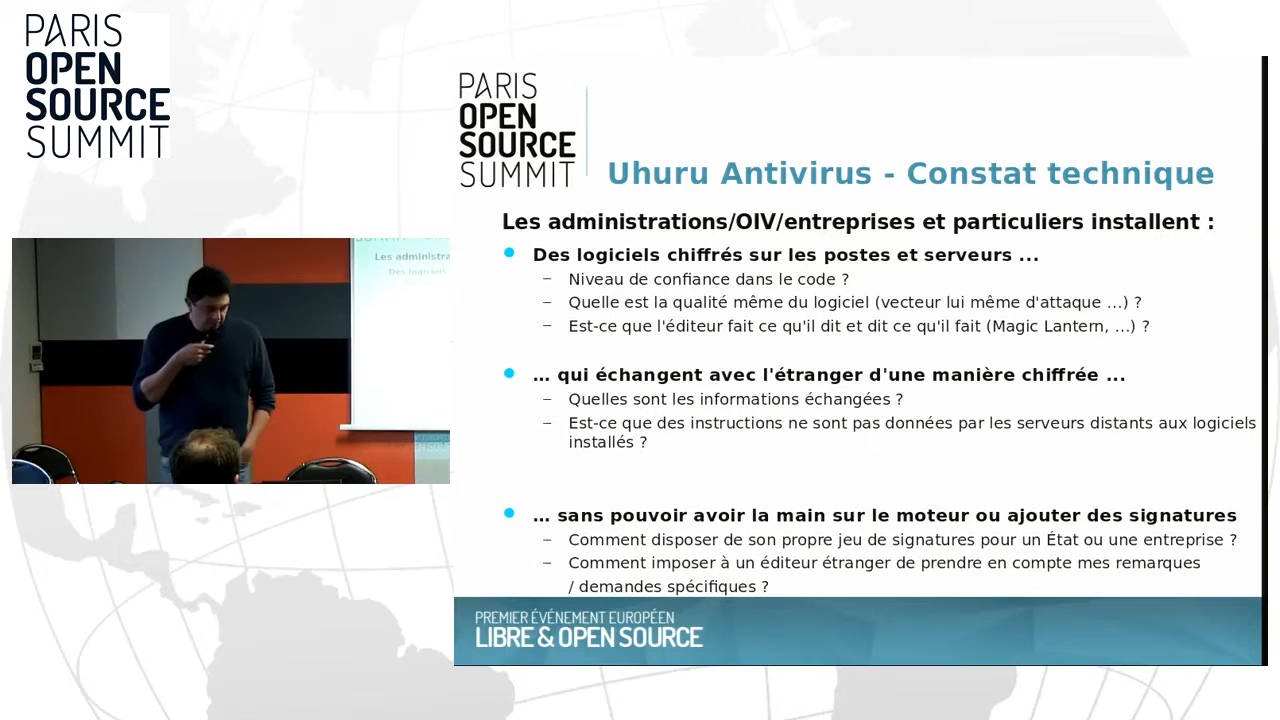 PARIS
OPEN
SOURCE
SUMMIT
PARIS
OPEN
SOURCE
SUMMIT
Uhuru Antivirus - Constat technique
Les administrations/OIV/entreprises et particuliers installent :
Des logiciels chiffrés sur les postes et serveurs ...
– Niveau de confiance dans le code ?
– Quelle est la qualité même du logiciel (vecteur lui même d'attaque ...) ?
– Est-ce que l'éditeur fait ce qu'il dit et dit ce qu'il fait (Magic Lantern, ...) ?
... qui échangent avec l'étranger d'une manière chiffrée ...
– Quelles sont les informations échangées ?
– Est-ce que des instructions ne sont pas données par les serveurs distants aux logiciels
installés ?
... sans pouvoir avoir la main sur le moteur ou ajouter des signatures
– Comment disposer de son propre jeu de signatures pour un État ou une entreprise ?
– Comment imposer à un éditeur étranger de prendre en compte mes remarques
/ demandes spécifiques ?
PREMIER ÉVÉNEMENT EUROPÉEN
LIBRE & OPEN SOURCE
Les administra
Des logiciels